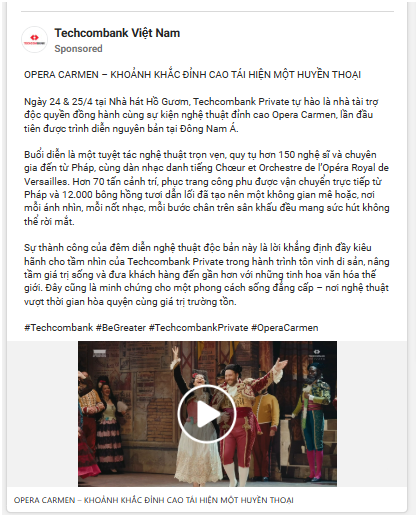 Techcombank Việt Nam
Sponsored
OPERA CARMEN – KHOẢNH KHẮC ĐỈNH CAO TÁI HIỆN MỘT HUYỀN THOẠI
Ngày 24 & 25/4 tại Nhà hát Hồ Gươm, Techcombank Private tự hào là nhà tài trợ
độc quyền đồng hành cùng sự kiện nghệ thuật đỉnh cao Opera Carmen, lần đầu
tiên được trình diễn nguyên bản tại Đông Nam Á.
Buổi diễn là một tuyệt tác nghệ thuật trọn vẹn, quy tụ hơn 150 nghệ sĩ và chuyên
gia đến từ Pháp, cùng dàn nhạc danh tiếng Chœur et Orchestre de l’Opéra Royal de
Versailles. Hơn 70 tấn cảnh trí, phục trang công phu được vận chuyển trực tiếp từ
Pháp và 12.000 bông hồng tươi dẫn lối đã tạo nên một không gian mê hoặc, nơi
mỗi ánh nhìn, mỗi nốt nhạc, mỗi bước chân trên sân khấu đều mang sức hút không
thể rời mắt.
Sự thành công của đêm diễn nghệ thuật độc bản này là lời khẳng định đầy kiêu
hãnh cho tầm nhìn của Techcombank Private trong hành trình tôn vinh di sản, nâng
tầm giá trị sống và đưa khách hàng đến gần hơn với những tinh hoa văn hóa thế
giới. Đây cũng là minh chứng cho một phong cách sống đẳng cấp – nơi nghệ thuật
vượt thời gian hòa quyện cùng giá trị trường tồn.
#Techcombank #BeGreater #TechcombankPrivate #OperaCarmen
OPERA CARMEN – KHOẢNH KHẮC ĐỈNH CAO TÁI HIỆN MỘT HUYỀN THOẠI